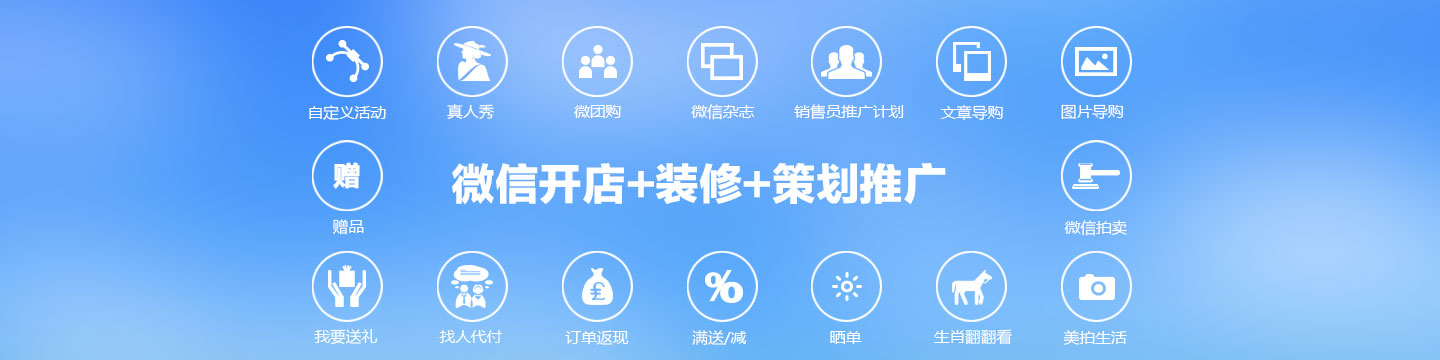 自定义活动 真人秀 微团购 微信杂志 销售员推广计划 文章导购 图片导购
赠
微信开店+装修+策划推广
赠品 微信拍卖
%
我要送礼 找人代付 订单返现 满送/减 晒单 生肖翻翻看 美拍生活